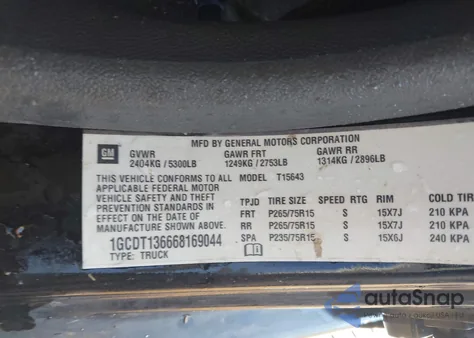 MFD BY GENERAL MOTORS CORPORATION
GM GVWR GAWR FRT GAWR RR
2404KG / 5300LB 1249KG / 2753LB 1314KG / 2896LB
THIS VEHICLE CONFORMS TO ALL MODEL T15643
APPLICABLE FEDERAL MOTOR
VEHICLE SAFETY AND THEFT TPJD TIRE SIZE SPEED RTG RIM COLD TI
PREVENTION STANDARDS IN FRT P265/75R15 S 15X7J 210 KPA
EFFECT ON THE DATE OF RR P265/75R15 S 15X7J 210 KPA
MANUFACTURE SHOWN ABOVE. SPA P235/75R15 S 15X6J 240 KPA
1GCDT136668169044
TYPE: TRUCK
autoSnap